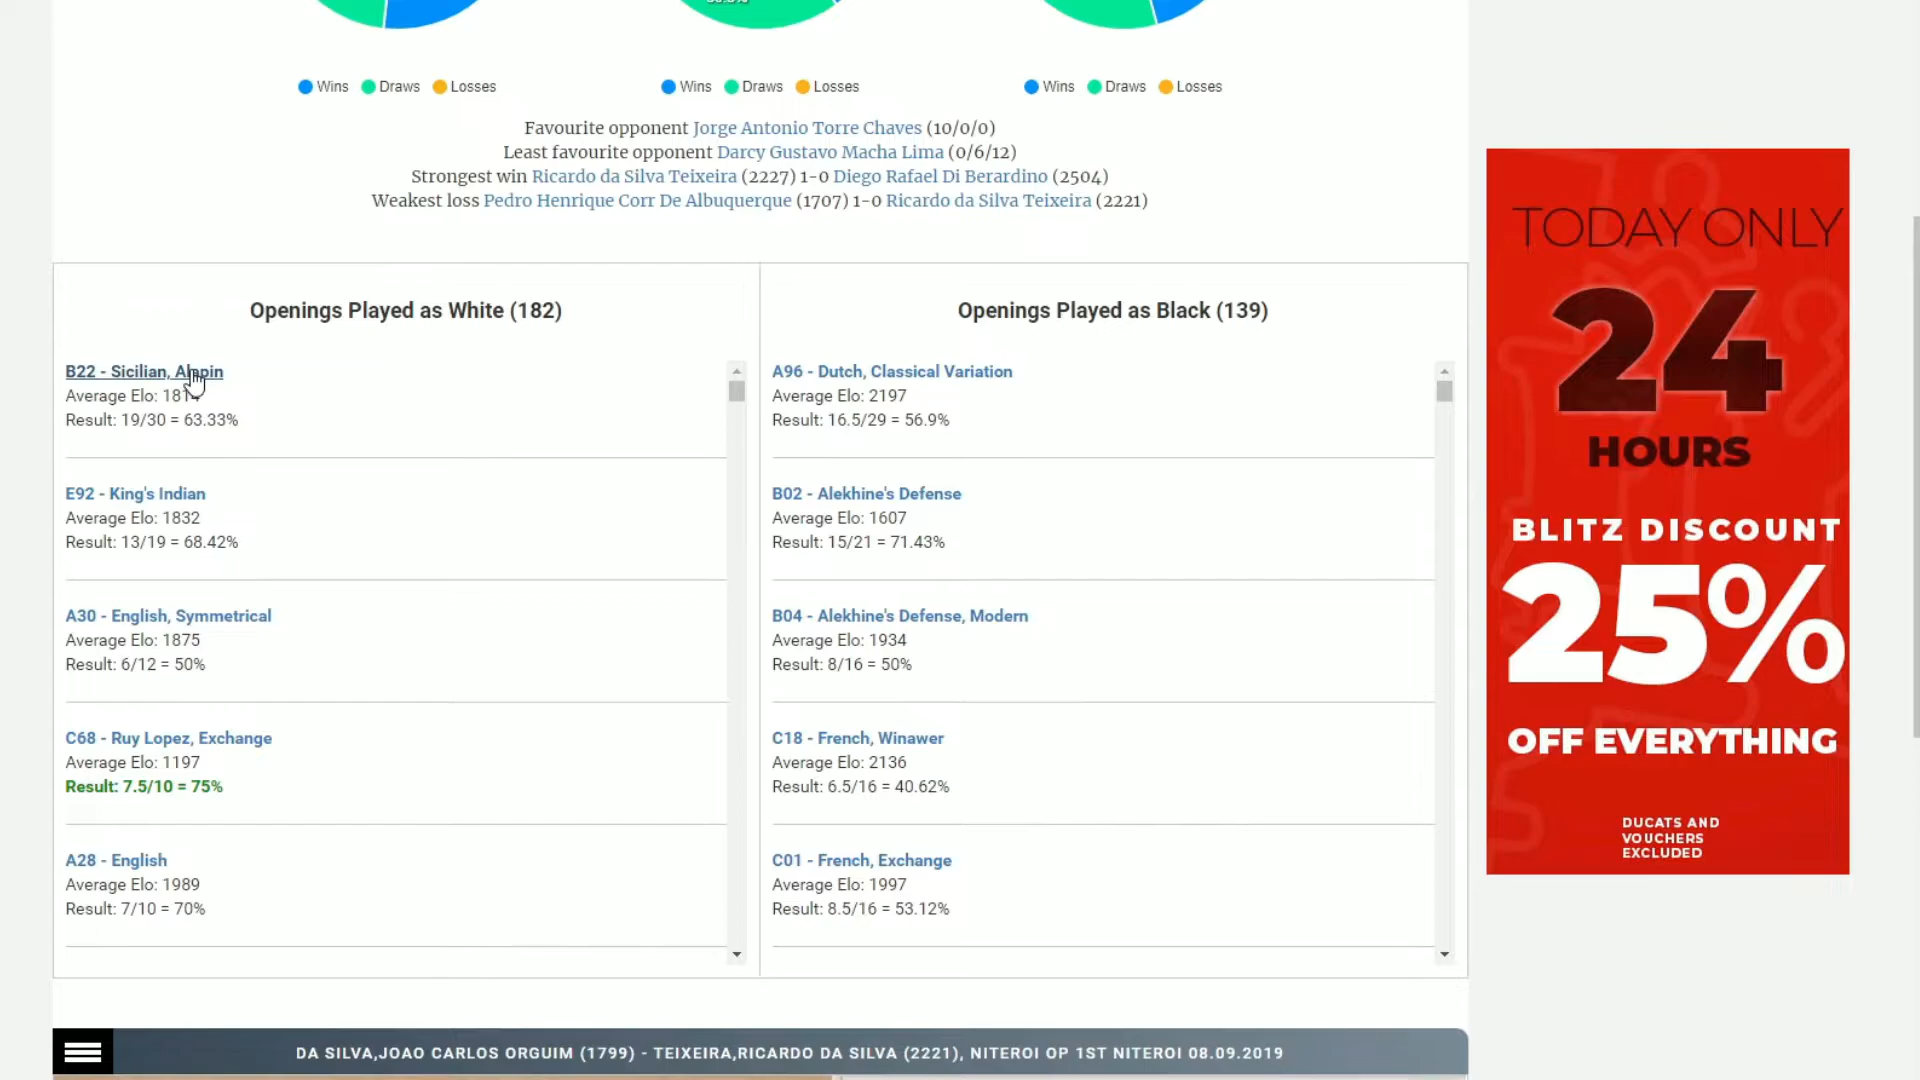 Wins Draws Losses
Wins Draws Losses
Wins Draws Losses
Favourite opponent Jorge Antonio Torre Chaves (10/0/0)
Least favourite opponent Darcy Gustavo Macha Lima (0/6/12)
Strongest win Ricardo da Silva Teixeira (2227) 1-0 Diego Rafael Di Berardino (2504)
Weakest loss Pedro Henrique Corr De Albuquerque (1707) 1-0 Ricardo da Silva Teixeira (2221)
Openings Played as White (182)
B22 - Sicilian, Alapin
Average Elo: 1814
Result: 19/30 = 63.33%
E92 - King's Indian
Average Elo: 1832
Result: 13/19 = 68.42%
A30 - English, Symmetrical
Average Elo: 1875
Result: 6/12 = 50%
C68 - Ruy Lopez, Exchange
Average Elo: 1197
Result: 7.5/10 = 75%
A28 - English
Average Elo: 1989
Result: 7/10 = 70%
Openings Played as Black (139)
A96 - Dutch, Classical Variation
Average Elo: 2197
Result: 16.5/29 = 56.9%
B02 - Alekhine's Defense
Average Elo: 1607
Result: 15/21 = 71.43%
B04 - Alekhine's Defense, Modern
Average Elo: 1934
Result: 8/16 = 50%
C18 - French, Winawer
Average Elo: 2136
Result: 6.5/16 = 40.62%
C01 - French, Exchange
Average Elo: 1997
Result: 8.5/16 = 53.12%
TODAY ONLY
24
HOURS
BLITZ DISCOUNT
25%
OFF EVERYTHING
DUCATS AND
VOUCHERS
EXCLUDED
DA SILVA,JOAO CARLOS ORGUIM (1799) - TEIXEIRA,RICARDO DA SILVA (2221), NITEROI OP 1ST NITEROI 08.09.2019